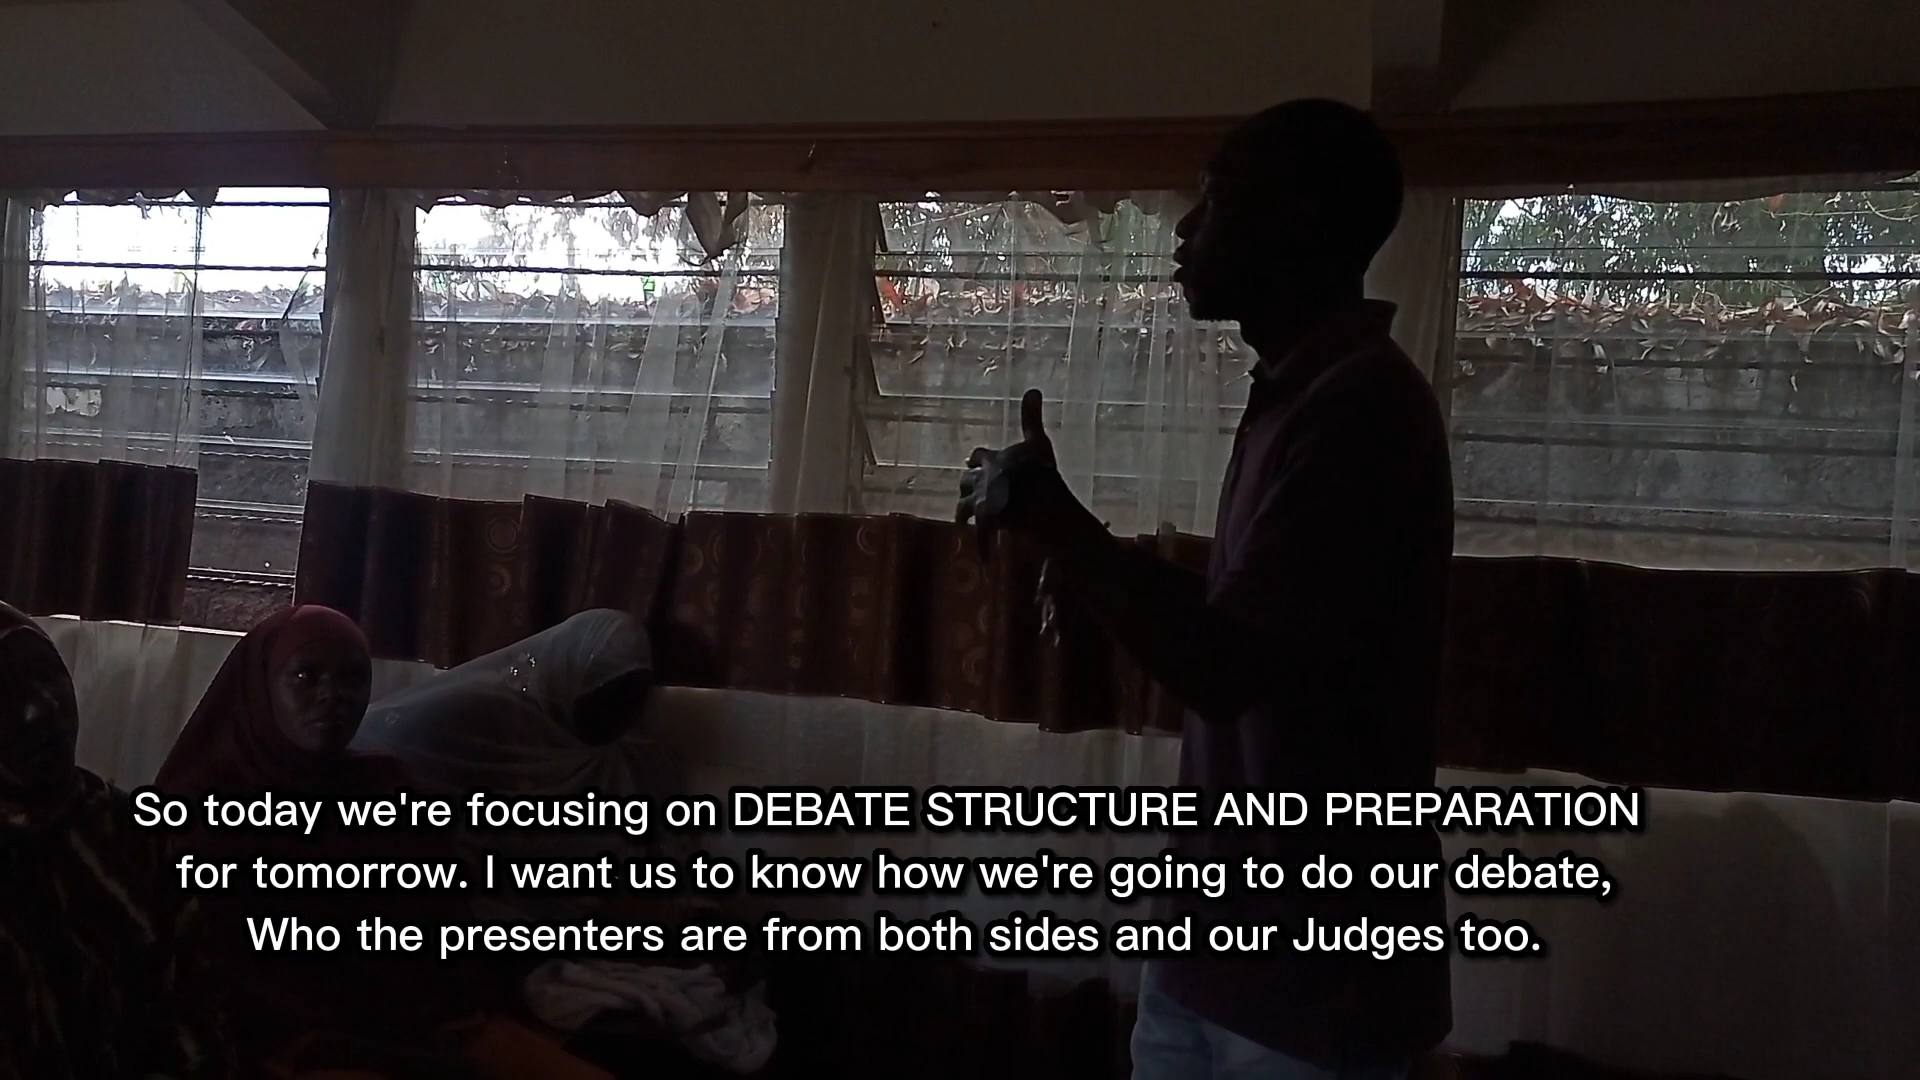 So today we're focusing on DEBATE STRUCTURE AND PREPARATION
for tomorrow. I want us to know how we're going to do our debate,
Who the presenters are from both sides and our Judges too.